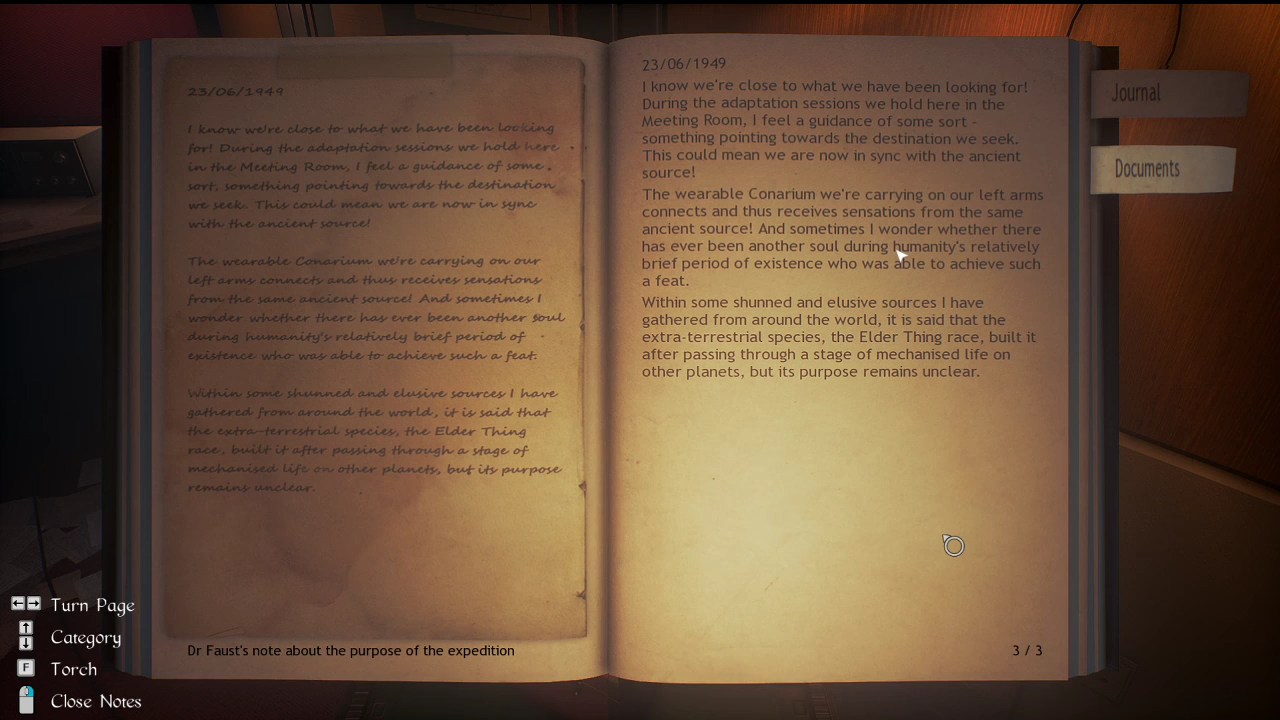 23/06/1949
I know we're close to what we have been looking
for! During the adaptation sessions we hold here
in the Meeting Room, I feel a guidance of some
sort, something pointing towards the destination
we seek. This could mean we are now in sync
with the ancient source!
The wearable Conarium we're carrying on our
left arms connects and thus receives sensations
from the same ancient source! And sometimes I
wonder whether there has ever been another soul
during humanity's relatively brief period of
existence who was able to achieve such a feat.
Within some shunned and elusive sources I have
gathered from around the world, it is said that
the extra-terrestrial species, the Elder Thing
race, built it after passing through a stage of
mechanised life on other planets, but its purpose
remains unclear.
Dr Faust's note about the purpose of the expedition
23/06/1949
I know we're close to what we have been looking for!
During the adaptation sessions we hold here in the
Meeting Room, I feel a guidance of some sort -
something pointing towards the destination we seek.
This could mean we are now in sync with the ancient
source!
The wearable Conarium we're carrying on our left arms
connects and thus receives sensations from the same
ancient source! And sometimes I wonder whether there
has ever been another soul during humanity's relatively
brief period of existence who was able to achieve such
a feat.
Within some shunned and elusive sources I have
gathered from around the world, it is said that the
extra-terrestrial species, the Elder Thing race, built it
after passing through a stage of mechanised life on
other planets, but its purpose remains unclear.
3 / 3
Journal
Documents
Turn Page
Category
F Torch
Close Notes